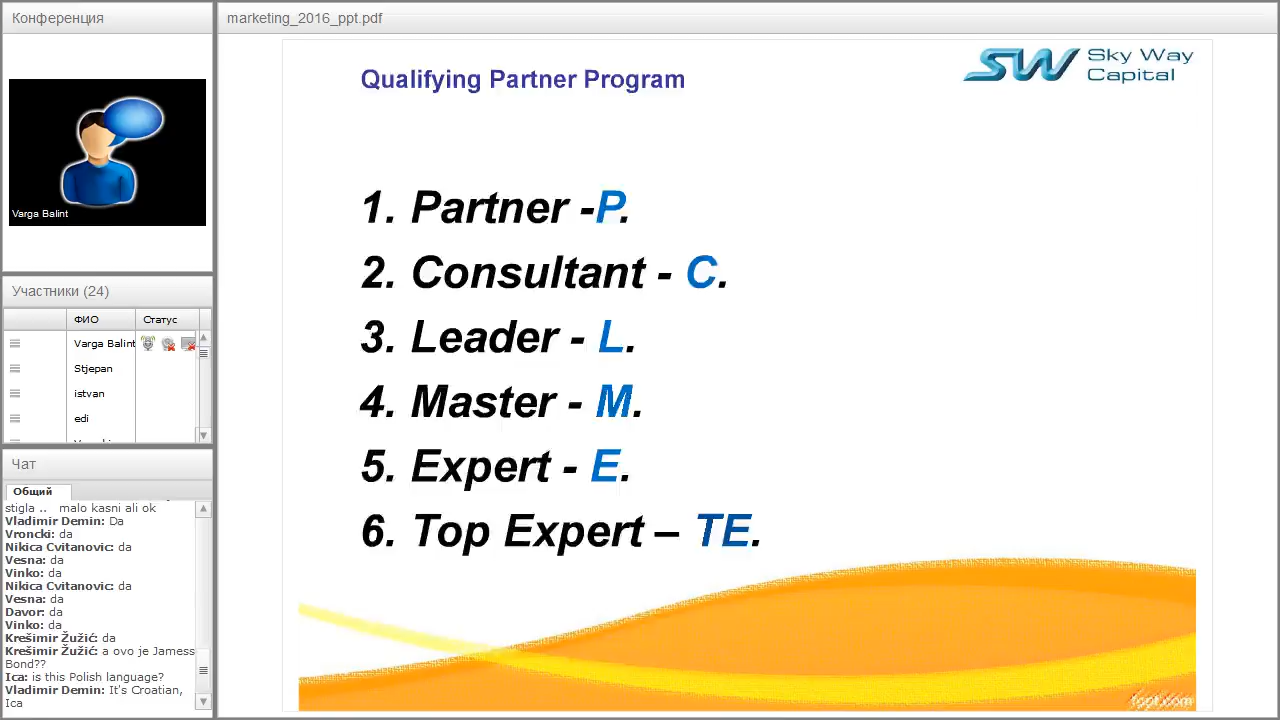 Конференция
Varga Balint
Участники (24)
ФИО Статус
Varga Balint
Stjepan
istvan
edi
Чат
Общий
stigla .. malo kasni ali ok
Vladimir Demin: Da
Vroncki: da
Nikica Cvitanovic: da
Vesna: da
Vinko: da
Nikica Cvitanovic: da
Vesna: da
Davor: da
Vinko: da
Krešimir Žužić: da
Krešimir Žužić: a ovo je Jamess
Bond??
Ica: is this Polish language?
Vladimir Demin: It's Croatian,
Ica
marketing_2016_ppt.pdf
Qualifying Partner Program
SW Sky Way
Capital
1. Partner -P.
2. Consultant - C.
3. Leader - L.
4. Master - M.
5. Expert - E.
6. Top Expert – TE.
fppt.com